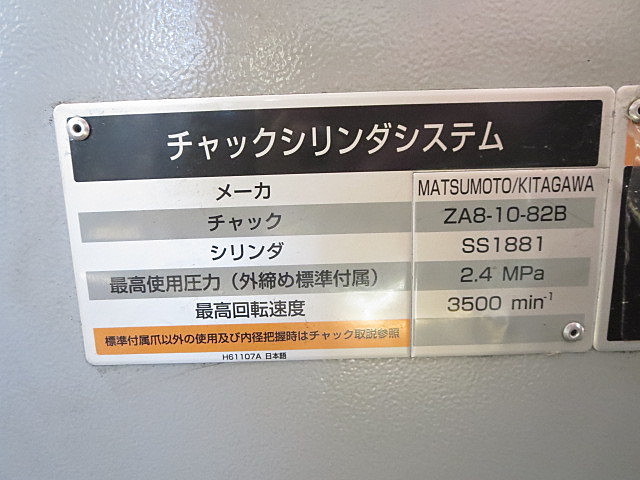 チャックシリンダシステム
メーカ MATSUMOTO/KITAGAWA
チャック ZA8-10-82B
シリンダ SS1881
最高使用圧力（外締め標準付属） 2.4 MPa
最高回転速度 3500 min⁻¹
標準付属爪以外の使用及び内径把握時はチャック取説参照
H61107A 日本語